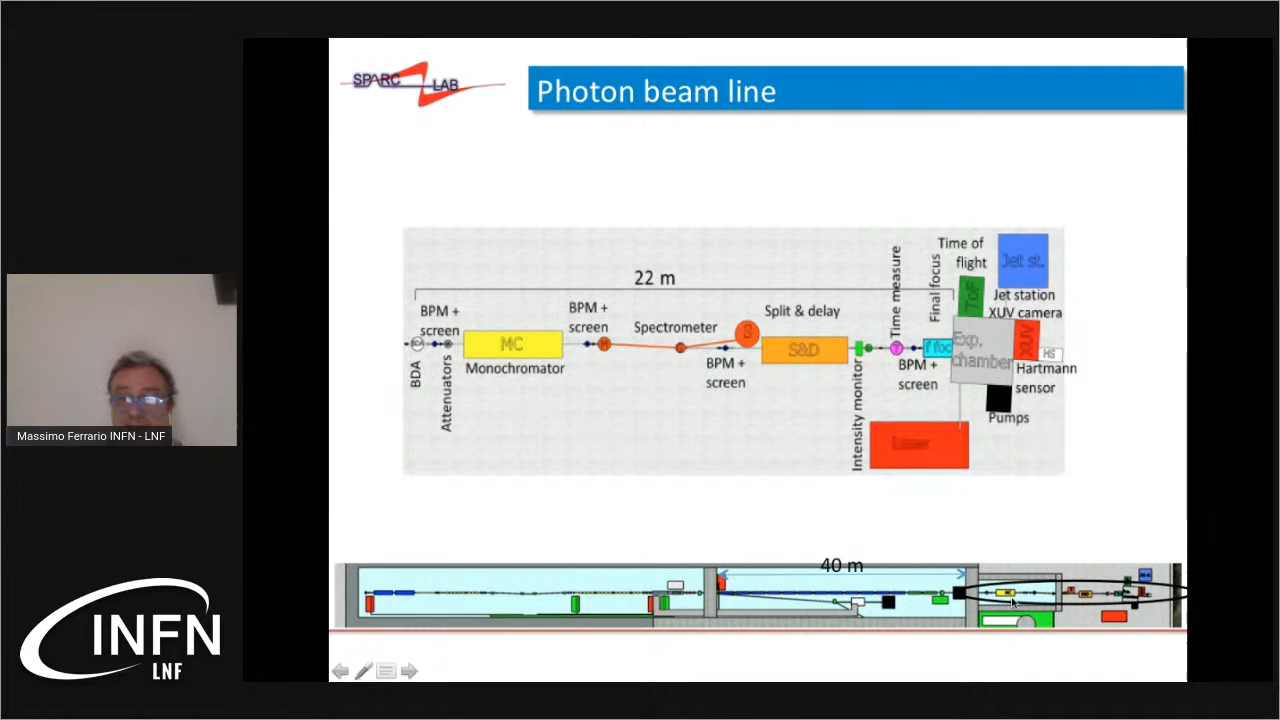 SPARC LAB
Photon beam line
22 m
BPM +
screen
BPM +
screen
Spectrometer
Split & delay
Time measure
Final focus
Time of
flight
Jet st.
Jet station
XUV camera
MC
M
S
S&D
T
f foc
ToF
Exp.
chamber
XUV
HS
BDA
Attenuators
Monochromator
BPM +
screen
Intensity monitor
BPM +
screen
Hartmann
sensor
Pumps
Laser
40 m
Massimo Ferrario INFN - LNF
INFN
LNF